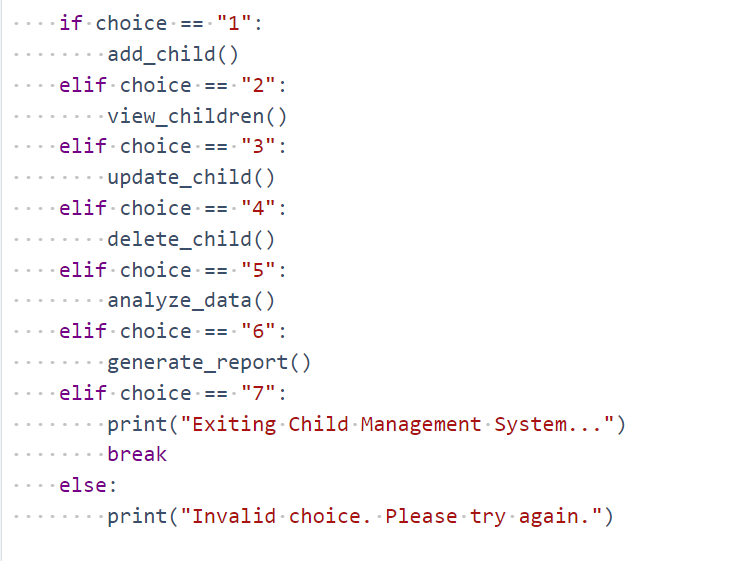 if choice == "1":
        add_child()
    elif choice == "2":
        view_children()
    elif choice == "3":
        update_child()
    elif choice == "4":
        delete_child()
    elif choice == "5":
        analyze_data()
    elif choice == "6":
        generate_report()
    elif choice == "7":
        print("Exiting Child Management System...")
        break
    else:
        print("Invalid choice. Please try again.")